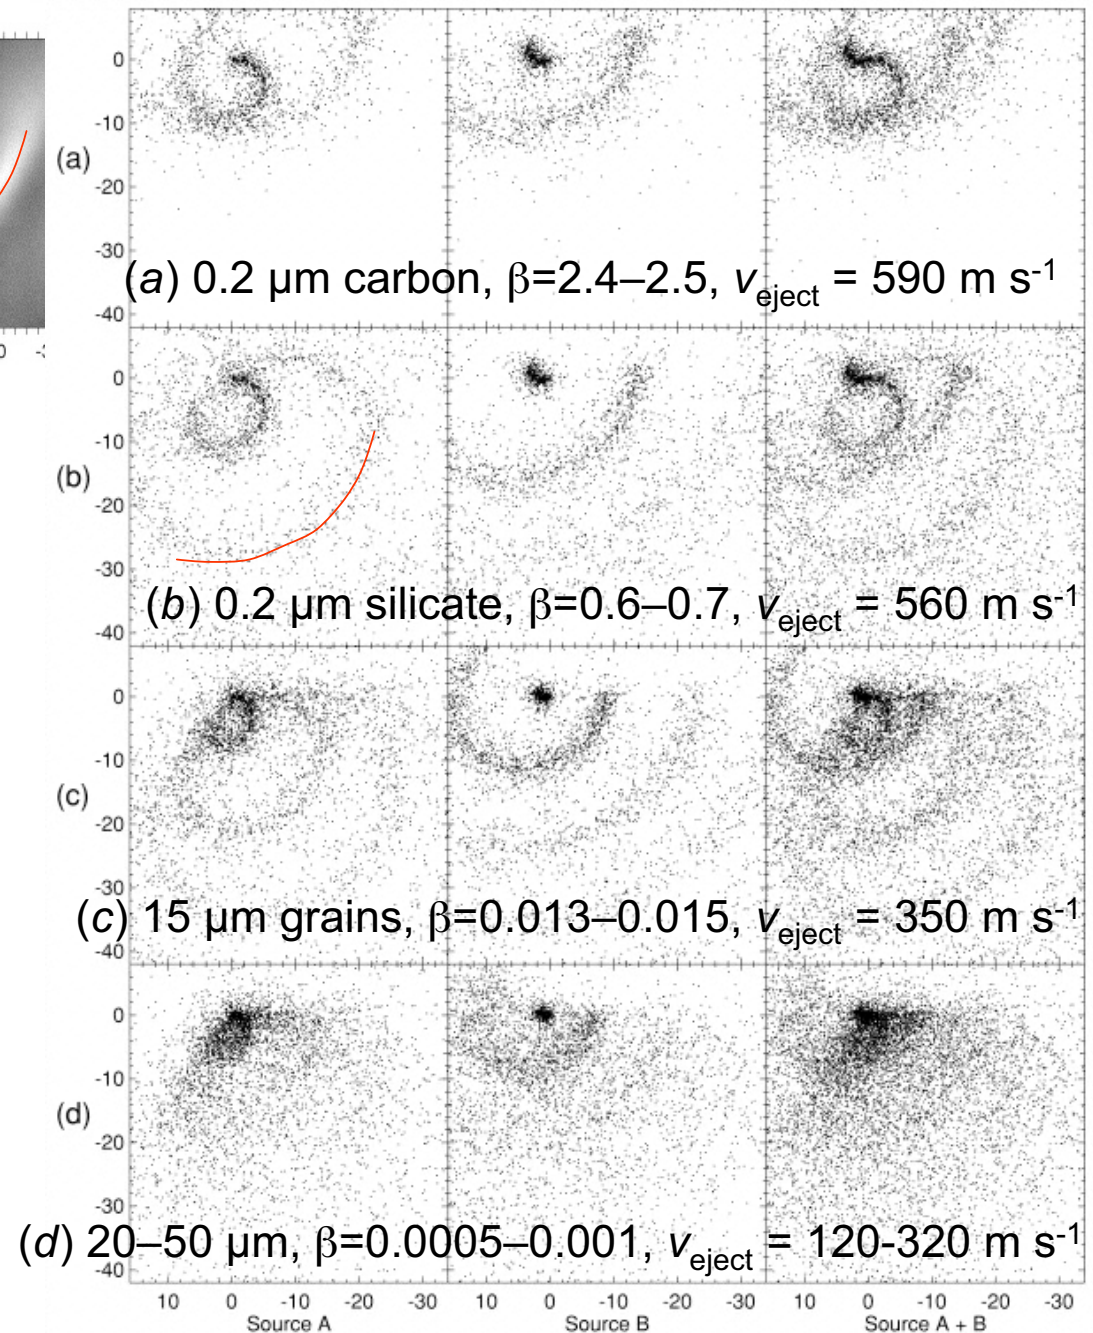 0
-10
(a)
-20
-30
(a) 0.2 µm carbon, β=2.4–2.5, veject = 590 m s-1
-40
0
0
-10
(b)
-20
-30
(b) 0.2 µm silicate, β=0.6–0.7, veject = 560 m s-1
-40
0
-10
(c)
-20
-30
(c) 15 µm grains, β=0.013–0.015, veject = 350 m s-1
-40
0
-10
(d)
-20
-30
(d) 20–50 µm, β=0.0005–0.001, veject = 120-320 m s-1
-40
10 0 -10 -20 -30 10 0 -10 -20 -30 10 0 -10 -20 -30
Source A Source B Source A + B